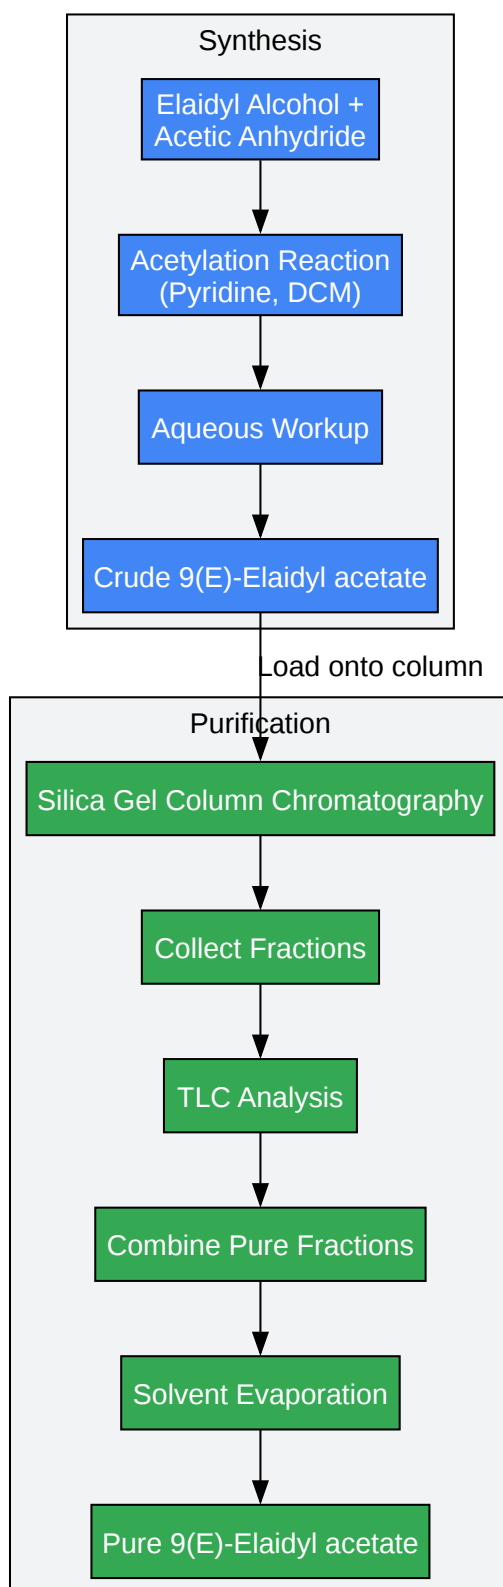 Synthesis
Elaidyl Alcohol +
Acetic Anhydride
Acetylation Reaction
(Pyridine, DCM)
Aqueous Workup
Crude 9(E)-Elaidyl acetate
Load onto column
Purification
Silica Gel Column Chromatography
Collect Fractions
TLC Analysis
Combine Pure Fractions
Solvent Evaporation
Pure 9(E)-Elaidyl acetate